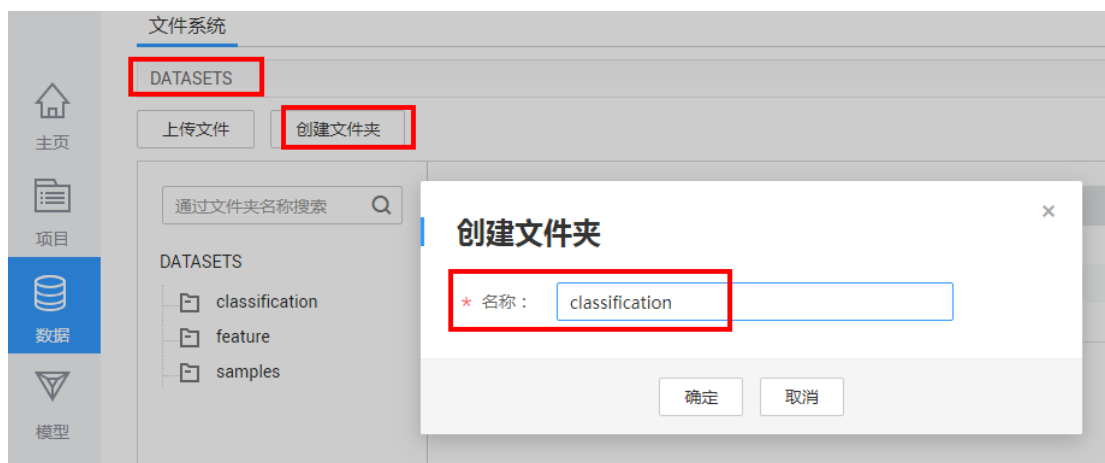 文件系统
DATASETS
上传文件 创建文件夹
主页
项目
数据
模型
通过文件夹名称搜索
DATASETS
classification
feature
samples
创建文件夹
×
* 名称： classification
确定 取消